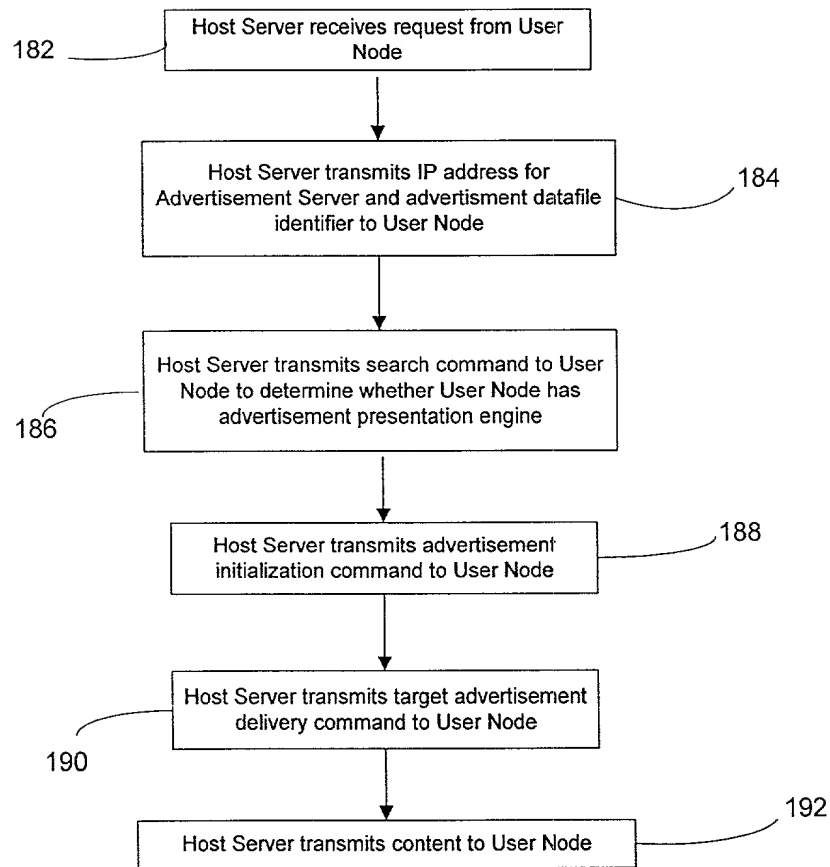 Host Server receives request from User
Node
182
Host Server transmits IP address for
Advertisement Server and advertisment datafile
identifier to User Node
184
Host Server transmits search command to User
Node to determine whether User Node has
advertisement presentation engine
186
Host Server transmits advertisement
initialization command to User Node
188
Host Server transmits target advertisement
delivery command to User Node
190
Host Server transmits content to User Node
192